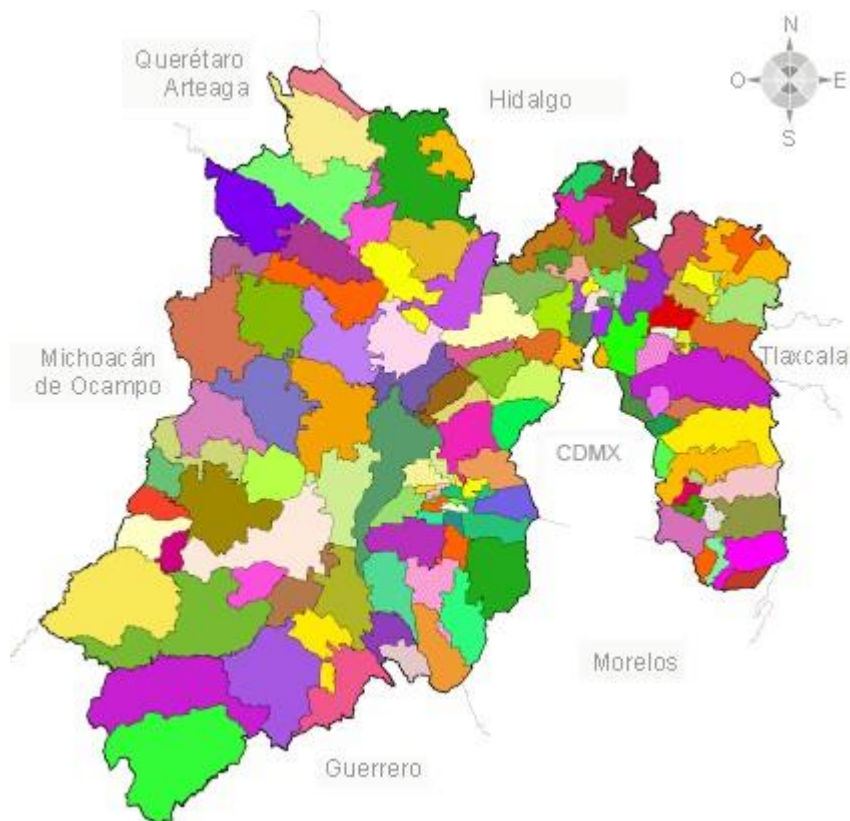 N
Querétaro
Arteaga
O
E
Hidalgo
S
Michoacán
de Ocampo
Tlaxcala
CDMX
Morelos
Guerrero